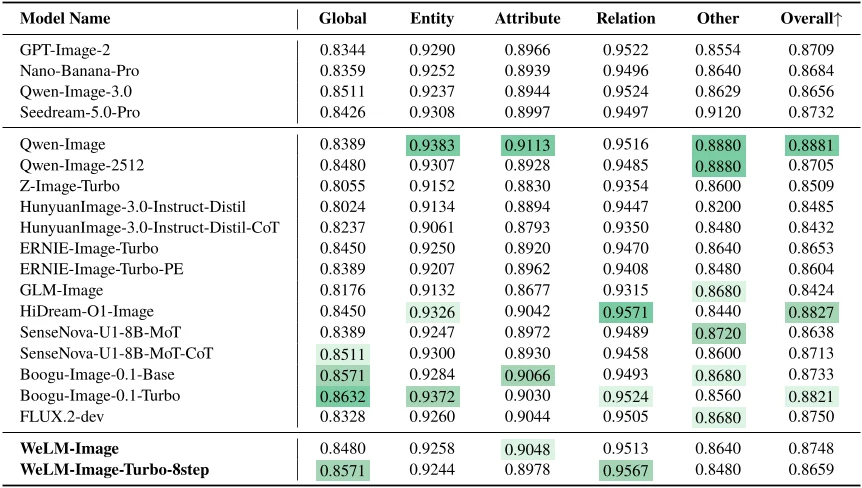 Model Name Global Entity Attribute Relation Other Overall↑
GPT-Image-2 0.8344 0.9290 0.8966 0.9522 0.8554 0.8709
Nano-Banana-Pro 0.8359 0.9252 0.8939 0.9496 0.8640 0.8684
Qwen-Image-3.0 0.8511 0.9237 0.8944 0.9524 0.8629 0.8656
Seedream-5.0-Pro 0.8426 0.9308 0.8997 0.9497 0.9120 0.8732
Qwen-Image 0.8389 0.9383 0.9113 0.9516 0.8880 0.8881
Qwen-Image-2512 0.8480 0.9307 0.8928 0.9485 0.8880 0.8705
Z-Image-Turbo 0.8055 0.9152 0.8830 0.9354 0.8600 0.8509
HunyuanImage-3.0-Instruct-Distil 0.8024 0.9134 0.8894 0.9447 0.8200 0.8485
HunyuanImage-3.0-Instruct-Distil-CoT 0.8237 0.9061 0.8793 0.9350 0.8480 0.8432
ERNIE-Image-Turbo 0.8450 0.9250 0.8920 0.9470 0.8640 0.8653
ERNIE-Image-Turbo-PE 0.8389 0.9207 0.8962 0.9408 0.8480 0.8604
GLM-Image 0.8176 0.9132 0.8677 0.9315 0.8680 0.8424
HiDream-O1-Image 0.8450 0.9326 0.9042 0.9571 0.8440 0.8827
SenseNova-U1-8B-MoT 0.8389 0.9247 0.8972 0.9489 0.8720 0.8638
SenseNova-U1-8B-MoT-CoT 0.8511 0.9300 0.8930 0.9458 0.8600 0.8713
Boogu-Image-0.1-Base 0.8571 0.9284 0.9066 0.9493 0.8680 0.8733
Boogu-Image-0.1-Turbo 0.8632 0.9372 0.9030 0.9524 0.8560 0.8821
FLUX.2-dev 0.8328 0.9260 0.9044 0.9505 0.8680 0.8750
WeLM-Image 0.8480 0.9258 0.9048 0.9513 0.8640 0.8748
WeLM-Image-Turbo-8step 0.8571 0.9244 0.8978 0.9567 0.8480 0.8659